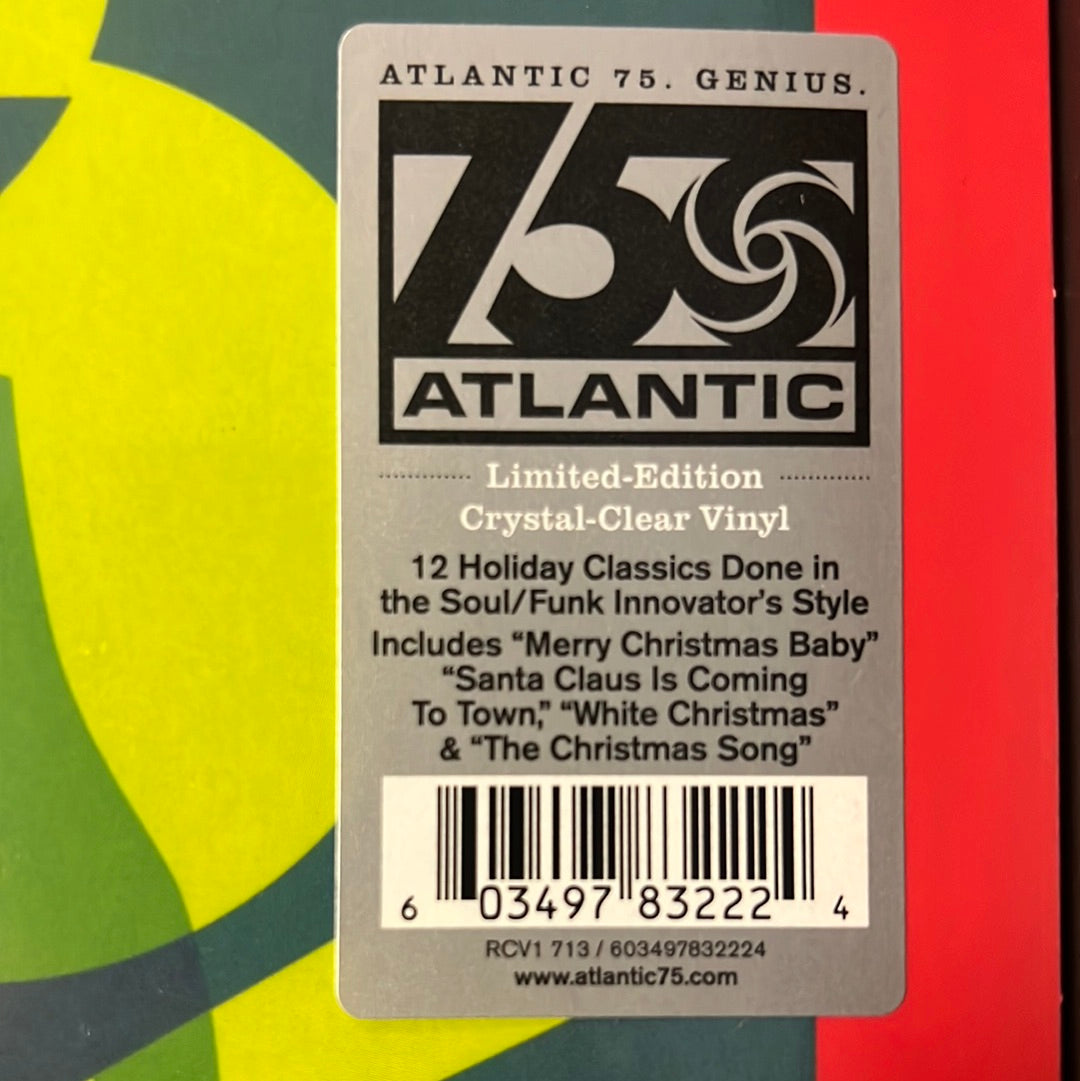 ATLANTIC 75. GENIUS.
75
ATLANTIC
Limited-Edition
Crystal-Clear Vinyl
12 Holiday Classics Done in
the Soul/Funk Innovator's Style
Includes “Merry Christmas Baby”
“Santa Claus Is Coming
To Town,” “White Christmas”
& “The Christmas Song”
6 03497 83222 4
RCV1 713 / 603497832224
www.atlantic75.com